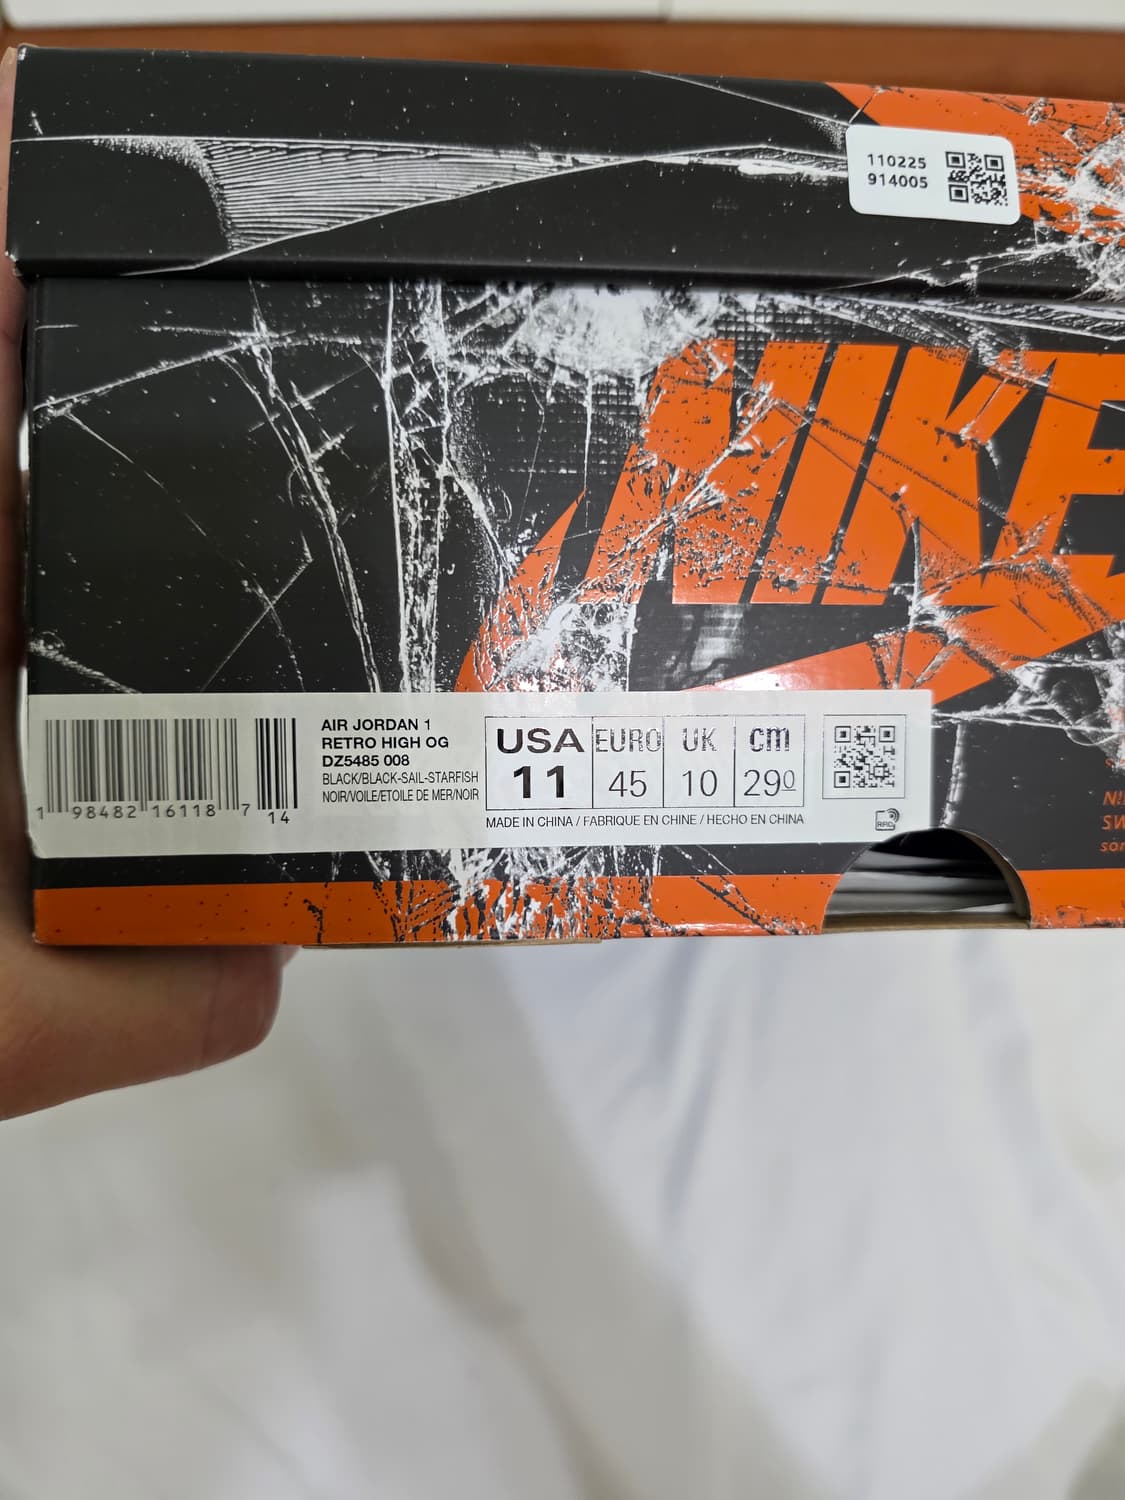 110225
914005
NIKE
AIR JORDAN 1
RETRO HIGH OG
DZ5485 008
BLACK/BLACK-SAIL-STARFISH
NOIR/VOILE/ETOILE DE MER/NOIR
1 98482 16118 7 14
USA EURO UK cm
11 45 10 290
MADE IN CHINA / FABRIQUE EN CHINE / HECHO EN CHINA
RFID